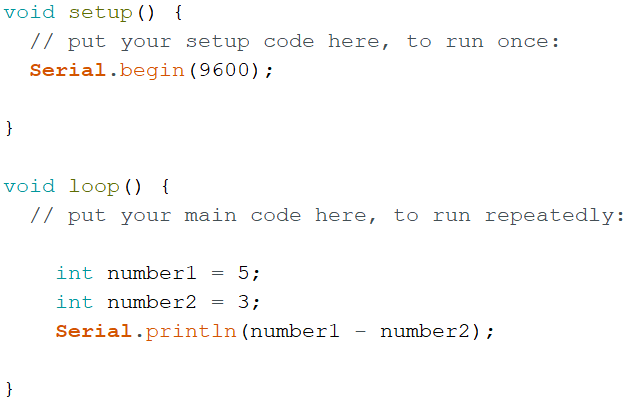 void setup() {
  // put your setup code here, to run once:
  Serial.begin(9600);

}

void loop() {
  // put your main code here, to run repeatedly:

    int number1 = 5;
    int number2 = 3;
    Serial.println(number1 - number2);

}